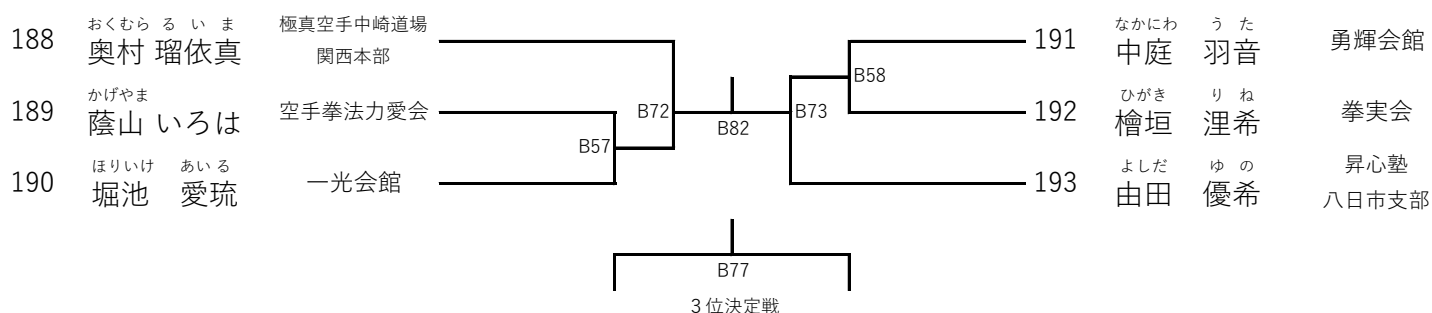 おくむら る い ま
188 奥村 瑠依真 極真空手中崎道場
関西本部
かげやま
189 蔭山 いろは 空手拳法力愛会
ほりいけ あい る
190 堀池 愛琉 一光会館
B57
B72
B82
B73
B58
なかにわ う た
191 中庭 羽音 勇輝会館
ひがき り ね
192 檜垣 浬希 拳実会
よしだ ゆ の
193 由田 優希 昇心塾
八日市支部
B77
3位決定戦